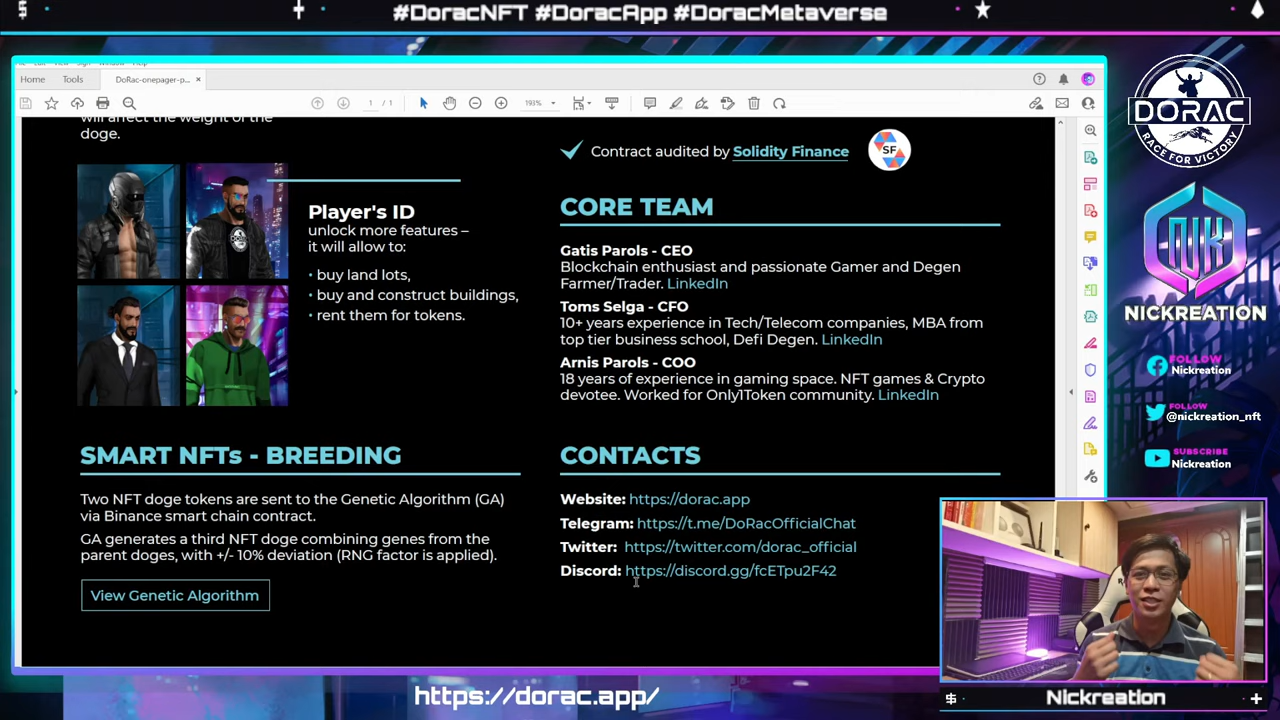 #DoracNFT #DoracApp #DoracMetaverse
Home
Tools
DoRac-onepager-p...
1 / 1
193%
will affect the weight of the
doge.
Player's ID
unlock more features –
it will allow to:
• buy land lots,
• buy and construct buildings,
• rent them for tokens.
SMART NFTs - BREEDING
Two NFT doge tokens are sent to the Genetic Algorithm (GA)
via Binance smart chain contract.
GA generates a third NFT doge combining genes from the
parent doges, with +/- 10% deviation (RNG factor is applied).
View Genetic Algorithm
Contract audited by Solidity Finance
SF
CORE TEAM
Gatis Parols - CEO
Blockchain enthusiast and passionate Gamer and Degen
Farmer/Trader. LinkedIn
Toms Selga - CFO
10+ years experience in Tech/Telecom companies, MBA from
top tier business school, Defi Degen. LinkedIn
Arnis Parols - COO
18 years of experience in gaming space. NFT games & Crypto
devotee. Worked for Only1Token community. LinkedIn
CONTACTS
Website: https://dorac.app
Telegram: https://t.me/DoRacOfficialChat
Twitter: https://twitter.com/dorac_official
Discord: https://discord.gg/fcETpu2F42
DORAC
RACE FOR VICTORY
NICKREATION
FOLLOW
Nickreation
FOLLOW
@nickreation_nft
SUBSCRIBE
Nickreation
https://dorac.app/
Nickreation